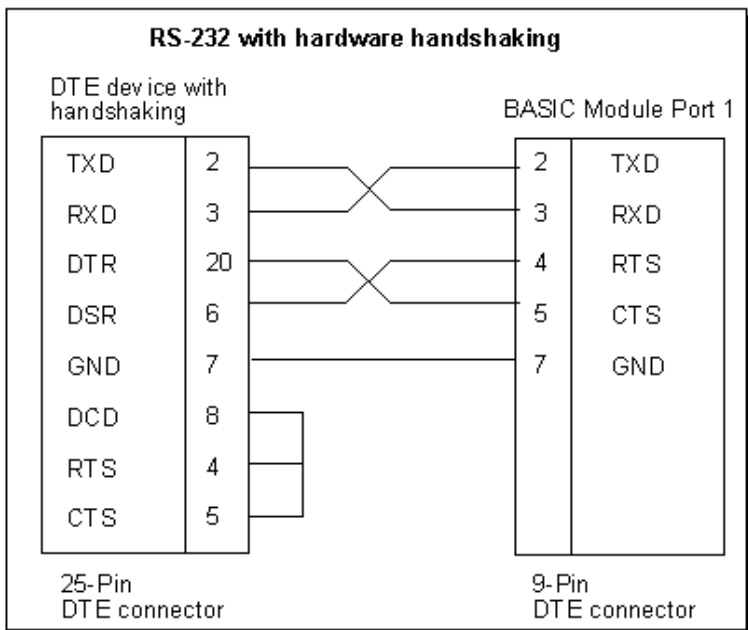 RS-232 with hardware handshaking
DTE device with
handshaking
BASIC Module Port 1
TXD 2 2 TXD
RXD 3 3 RXD
DTR 20 4 RTS
DSR 6 5 CTS
GND 7 7 GND
DCD 8
RTS 4
CTS 5
25-Pin
DTE connector
9-Pin
DTE connector